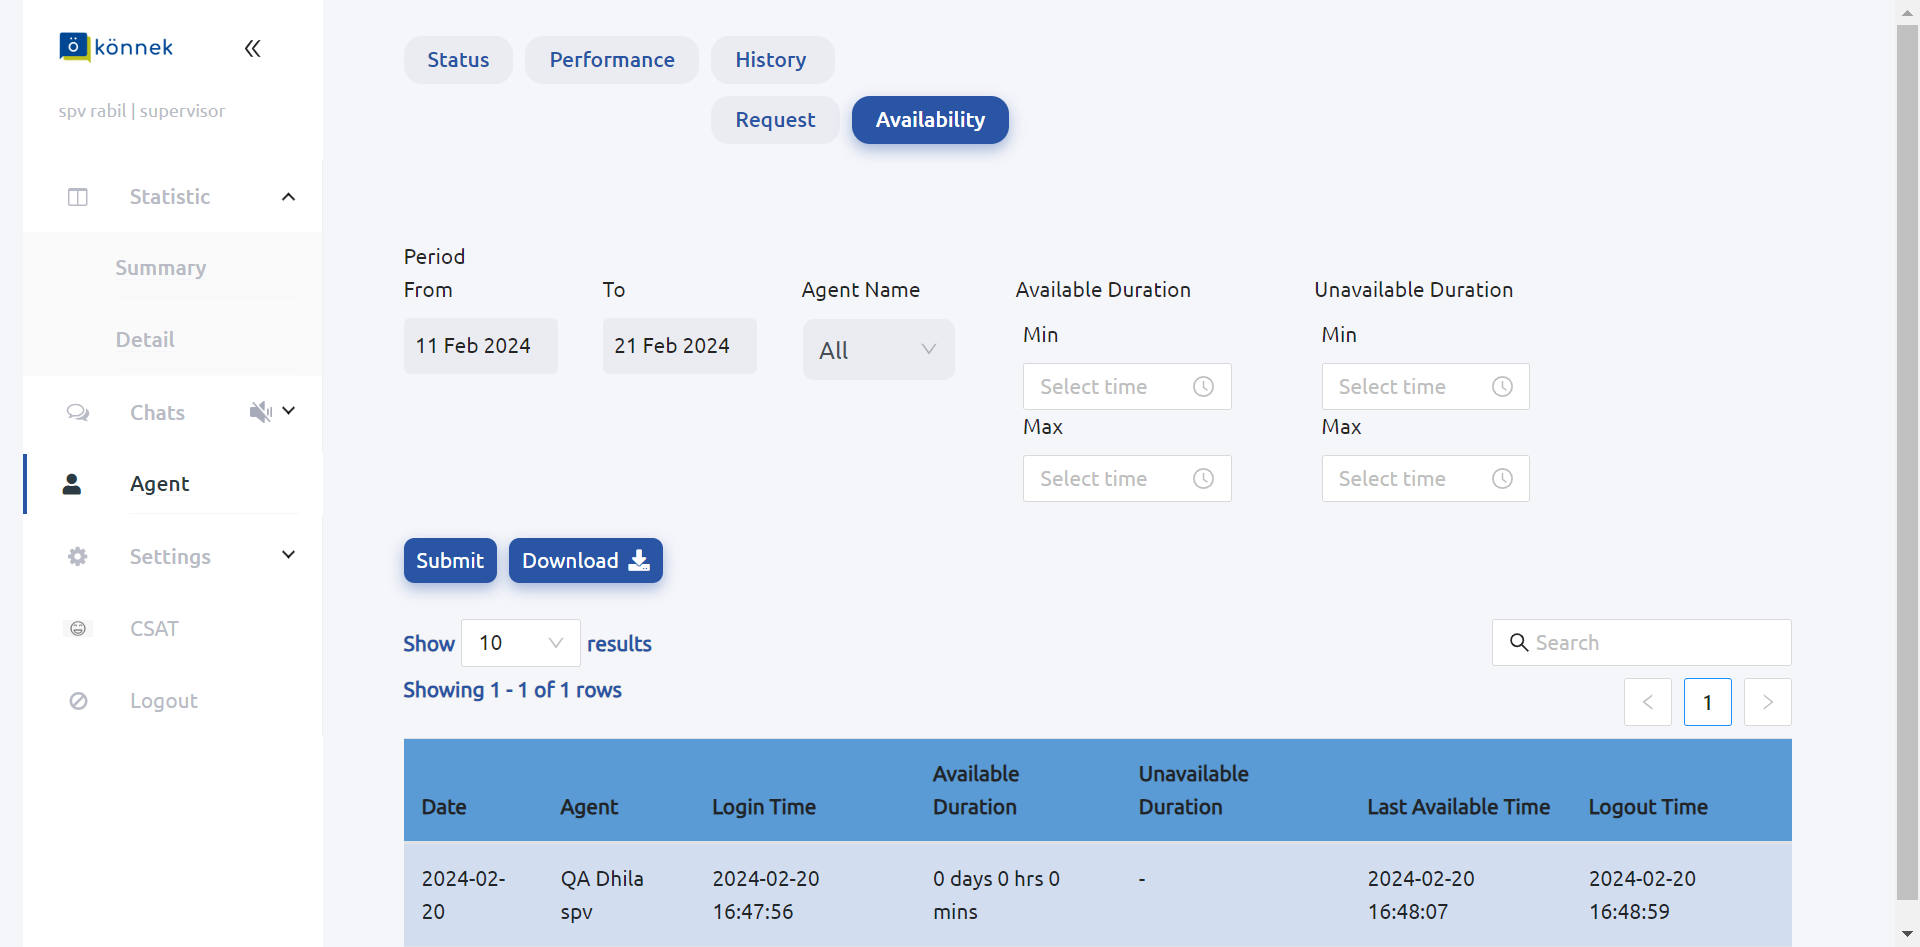 ö könnek
spv rabil | supervisor
Statistic
Summary
Detail
Chats
Agent
Settings
CSAT
Logout
Status
Performance
History
Request
Availability
Period
From
To
Agent Name
Available Duration
Unavailable Duration
11 Feb 2024
21 Feb 2024
All
Min
Select time
Max
Select time
Min
Select time
Max
Select time
Submit
Download
Show 10 results
Search
Showing 1 - 1 of 1 rows
< 1 >
Date
Agent
Login Time
Available
Duration
Unavailable
Duration
Last Available Time
Logout Time
2024-02-
20
QA Dhila
spv
2024-02-20
16:47:56
0 days 0 hrs 0
mins
-
2024-02-20
16:48:07
2024-02-20
16:48:59